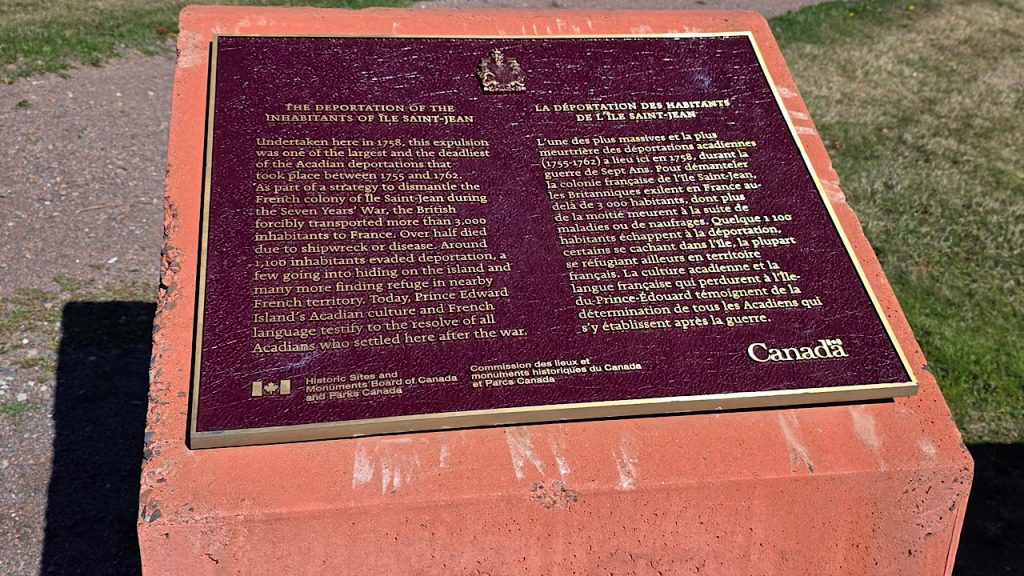 THE DEPORTATION OF THE
INHABITANTS OF ÎLE SAINT-JEAN
Undertaken here in 1758, this expulsion
was one of the largest and the deadliest
of the Acadian deportations that
took place between 1755 and 1762.
As part of a strategy to dismantle the
French colony of Île Saint-Jean during
the Seven Years' War, the British
forcibly transported more than 3,000
inhabitants to France. Over half died
due to shipwreck or disease. Around
1,100 inhabitants evaded deportation, a
few going into hiding on the island and
many more finding refuge in nearby
French territory. Today, Prince Edward
Island's Acadian culture and French
language testify to the resolve of all
Acadians who settled here after the war.
LA DÉPORTATION DES HABITANTS
DE L'ÎLE SAINT-JEAN
L'une des plus massives et la plus
meurtrière des déportations acadiennes
(1755-1762) a lieu ici en 1758, durant la
guerre de Sept Ans. Pour démanteler
la colonie française de l'île Saint-Jean,
les Britanniques exilent en France au-
delà de 3 000 habitants, dont plus
de la moitié meurent à la suite de
maladies ou de naufrages. Quelque 1 100
habitants échappent à la déportation,
certains se cachant dans l'île, la plupart
se réfugiant ailleurs en territoire
français. La culture acadienne et la
langue française qui perdurent à l'Île-
du-Prince-Édouard témoignent de la
détermination de tous les Acadiens qui
s'y établissent après la guerre.
Historic Sites and
Monuments Board of Canada
and Parks Canada
Commission des lieux et
monuments historiques du Canada
et Parcs Canada
Canada